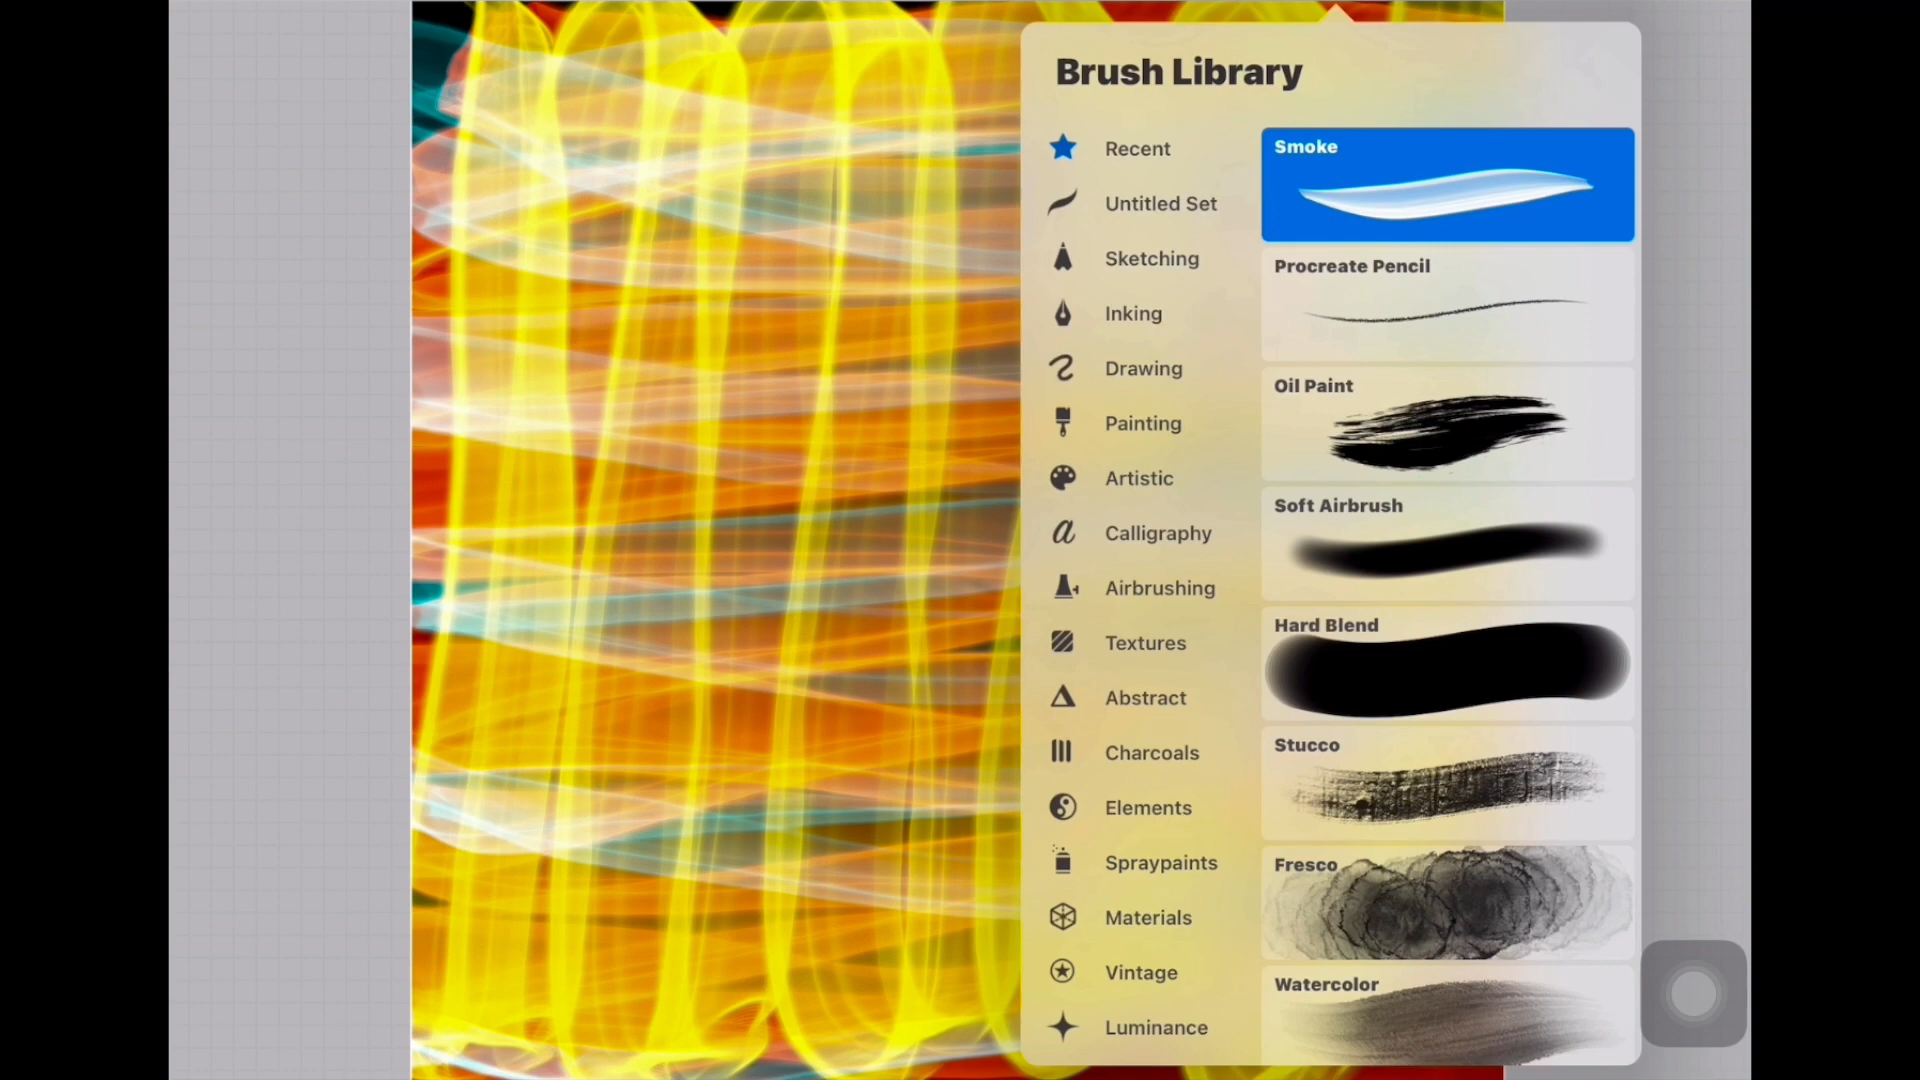 Brush Library
Recent
Untitled Set
Sketching
Inking
Drawing
Painting
Artistic
Calligraphy
Airbrushing
Textures
Abstract
Charcoals
Elements
Spraypaints
Materials
Vintage
Luminance
Smoke
Procreate Pencil
Oil Paint
Soft Airbrush
Hard Blend
Stucco
Fresco
Watercolor